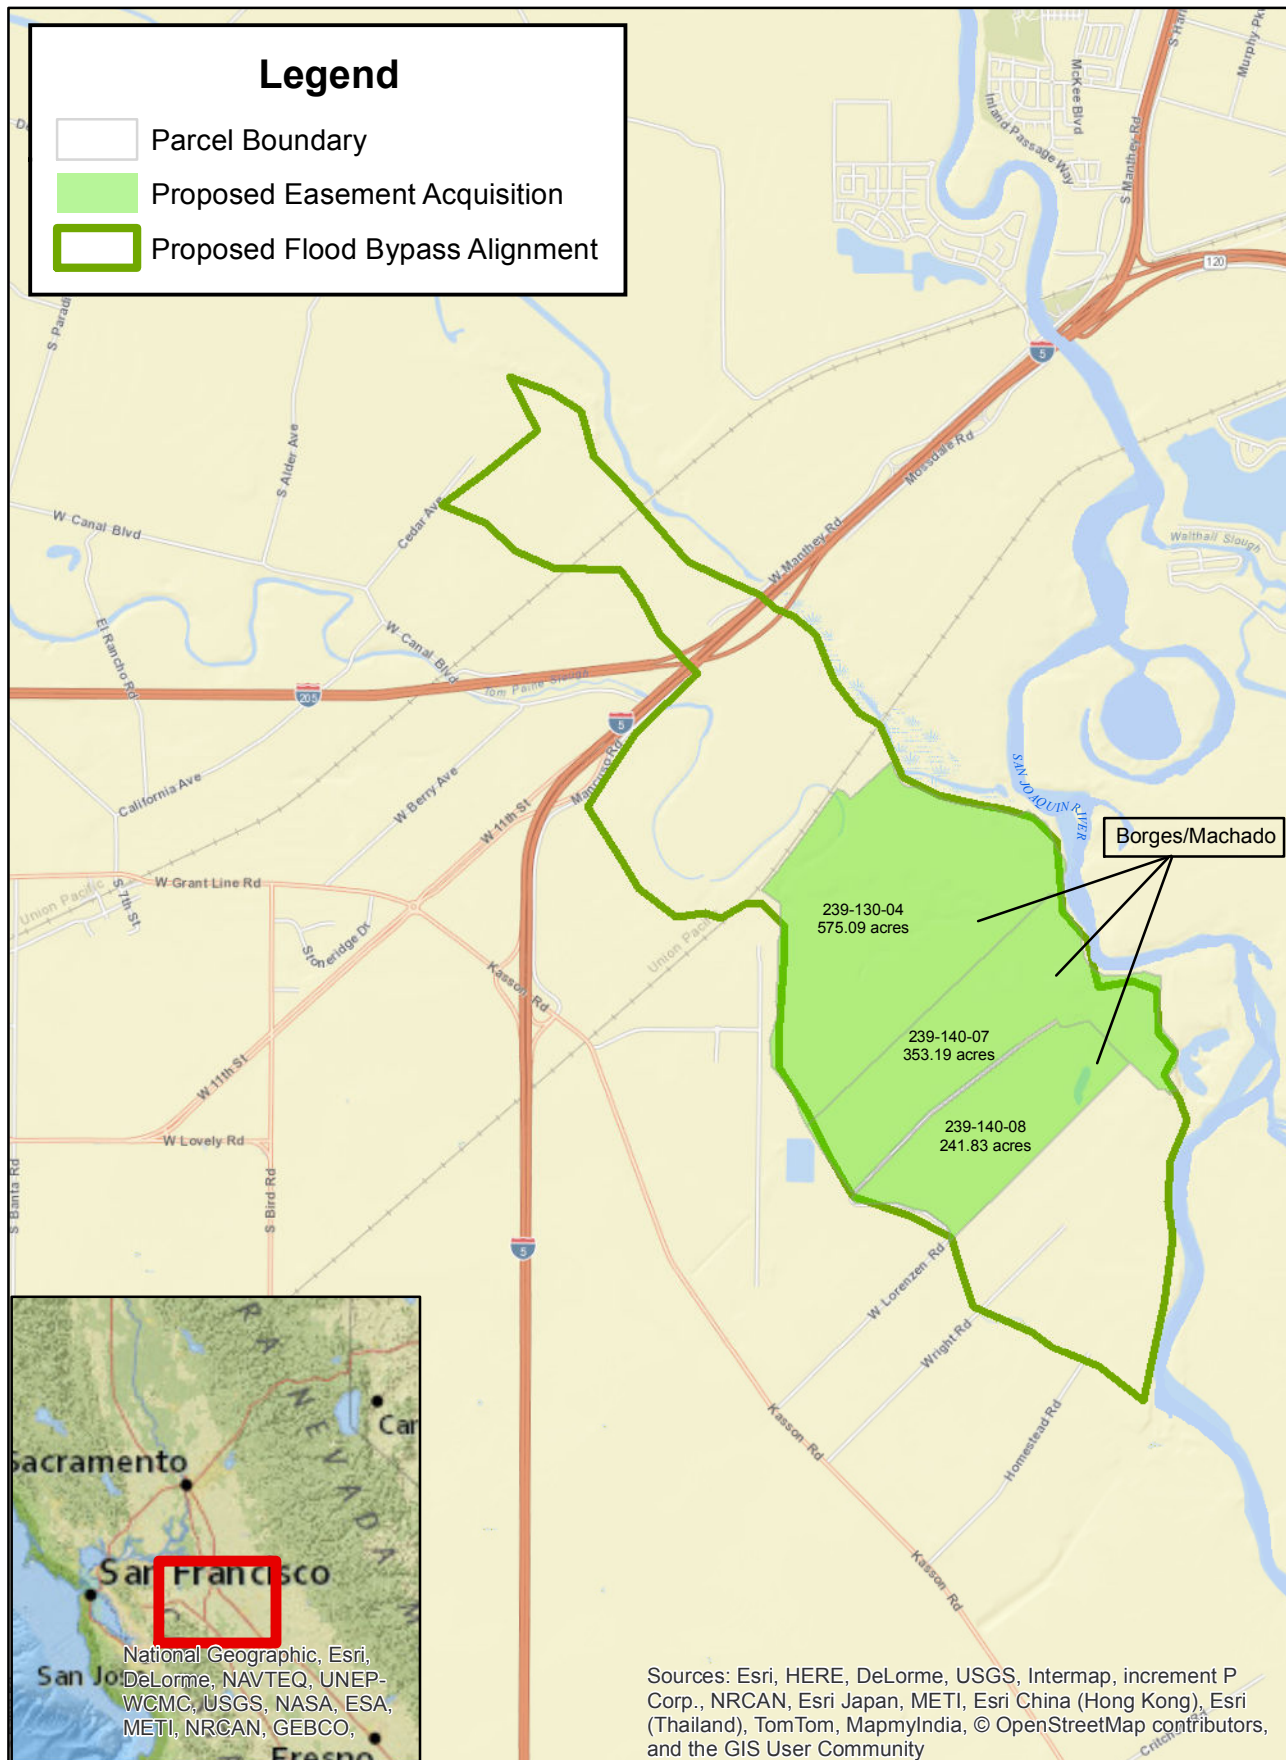 Legend
Parcel Boundary
Proposed Easement Acquisition
Proposed Flood Bypass Alignment
S Manthey Rd
McKee Blvd
Murphy Pkwy
Inland Passage Way
120
5
S Alder Ave
W Canal Blvd
Cedar Ave
Mossdale Rd
W Manthey Rd
Walthall Slough
El Rancho Rd
W Canal Blvd
Tom Paine Slough
205
5
California Ave
W Berry Ave
Mancuso Rd
W 11th St
SAN JOAQUIN RIVER
Borges/Machado
W Grant Line Rd
Union Pacific
S 7th St
Stoneridge Dr
Kasson Rd
239-130-04
575.09 acres
239-140-07
353.19 acres
239-140-08
241.83 acres
W 11th St
W Lovely Rd
S Banta Rd
S Bird Rd
5
W Lorenzen Rd
Wright Rd
Homestead Rd
Kasson Rd
Kasson Rd
Sacramento
San Francisco
NEVADA
National Geographic, Esri,
DeLorme, NAVTEQ, UNEP-
WCMC, USGS, NASA, ESA,
METI, NRCAN, GEBCO,
Fresno
Sources: Esri, HERE, DeLorme, USGS, Intermap, increment P
Corp., NRCAN, Esri Japan, METI, Esri China (Hong Kong), Esri
(Thailand), TomTom, MapmyIndia, © OpenStreetMap contributors,
and the GIS User Community